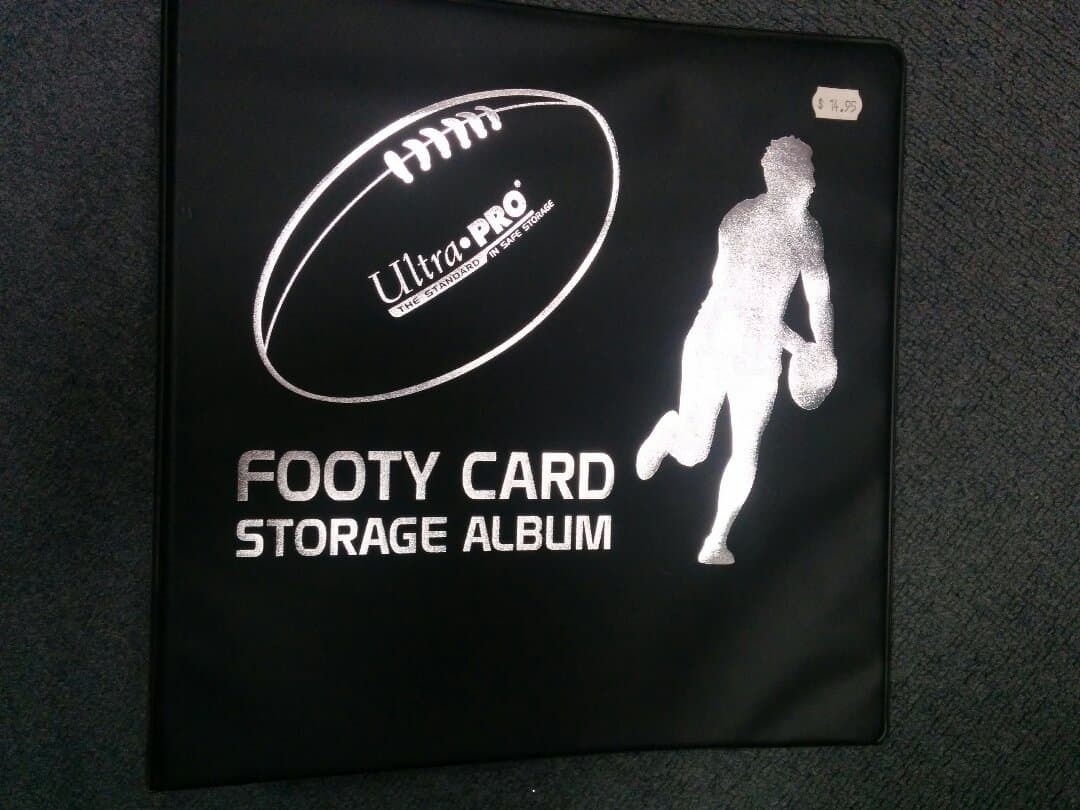 $ 14.95
Ultra•PRO®
THE STANDARD IN SAFE STORAGE
FOOTY CARD
STORAGE ALBUM